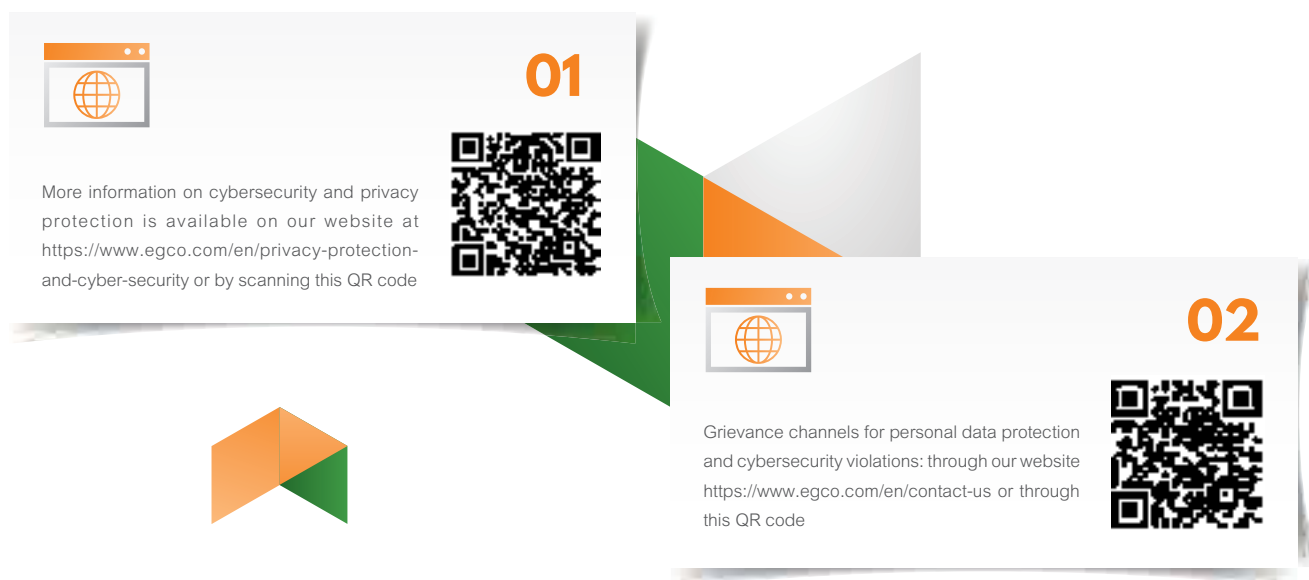 01
More information on cybersecurity and privacy
protection is available on our website at
https://www.egco.com/en/privacy-protection-
and-cyber-security or by scanning this QR code
02
Grievance channels for personal data protection
and cybersecurity violations: through our website
https://www.egco.com/en/contact-us or through
this QR code